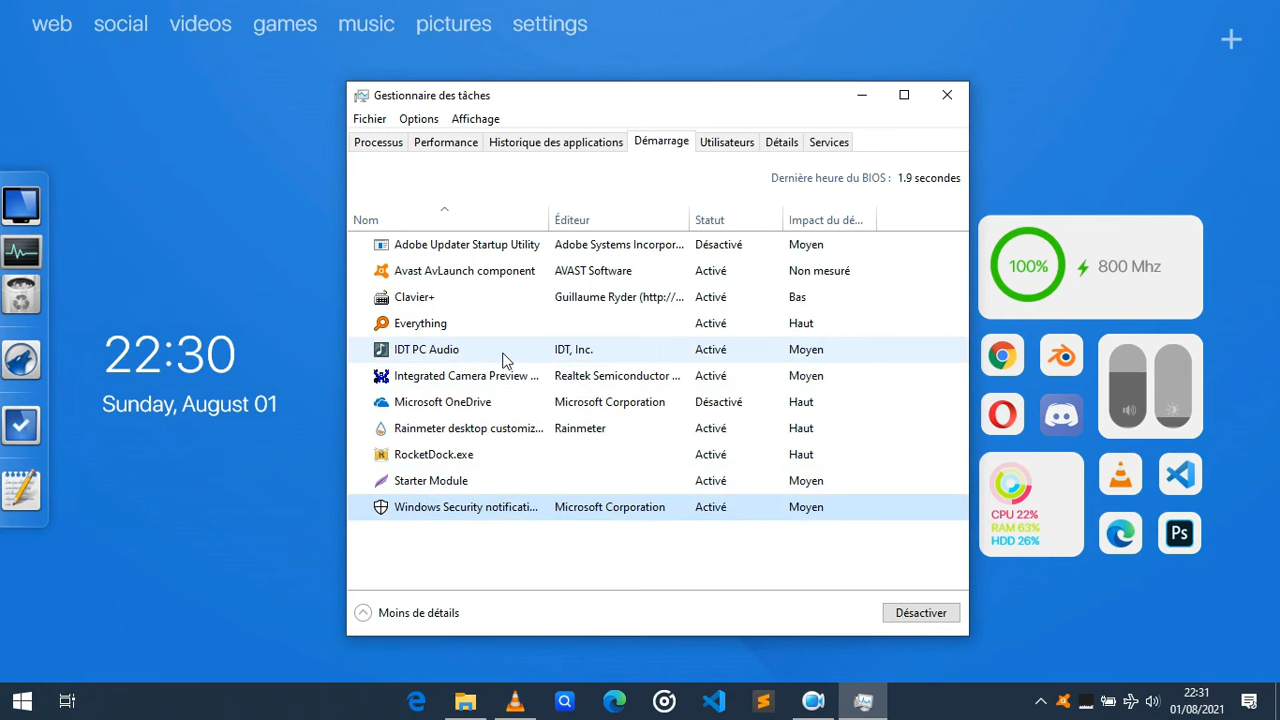 web social videos games music pictures settings
Gestionnaire des tâches
Fichier Options Affichage
Processus Performance Historique des applications Démarrage Utilisateurs Détails Services
Dernière heure du BIOS : 1.9 secondes
Nom Éditeur Statut Impact du dé...
Adobe Updater Startup Utility Adobe Systems Incorpor... Désactivé Moyen
Avast AvLaunch component AVAST Software Activé Non mesuré
Clavier+ Guillaume Ryder (http://... Activé Bas
Everything Activé Haut
IDT PC Audio IDT, Inc. Activé Moyen
Integrated Camera Preview ... Realtek Semiconductor ... Activé Moyen
Microsoft OneDrive Microsoft Corporation Désactivé Haut
Rainmeter desktop customiz... Rainmeter Activé Haut
RocketDock.exe Activé Haut
Starter Module Activé Moyen
Windows Security notificati... Microsoft Corporation Activé Moyen
Moins de détails Désactiver
22:30
Sunday, August 01
100% 800 Mhz
CPU 22%
RAM 63%
HDD 26%
Ps
22:31
01/08/2021